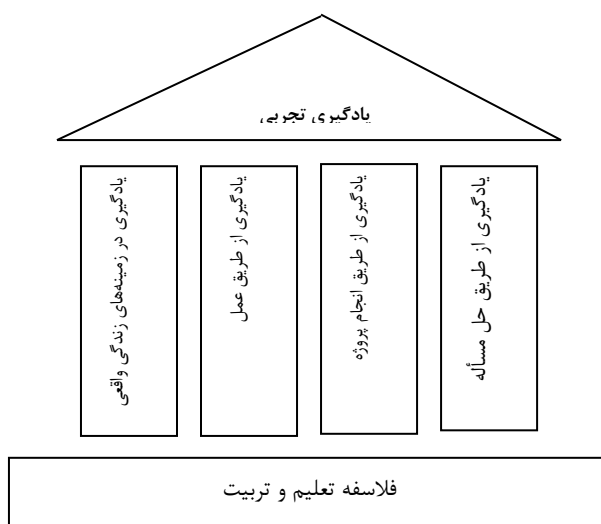 یادگیری تجربی
یادگیری از طریق حل مسأله
یادگیری از طریق انجام پروژه
یادگیری از طریق عمل
یادگیری در زمینه‌های زندگی واقعی
فلاسفه تعلیم و تربیت